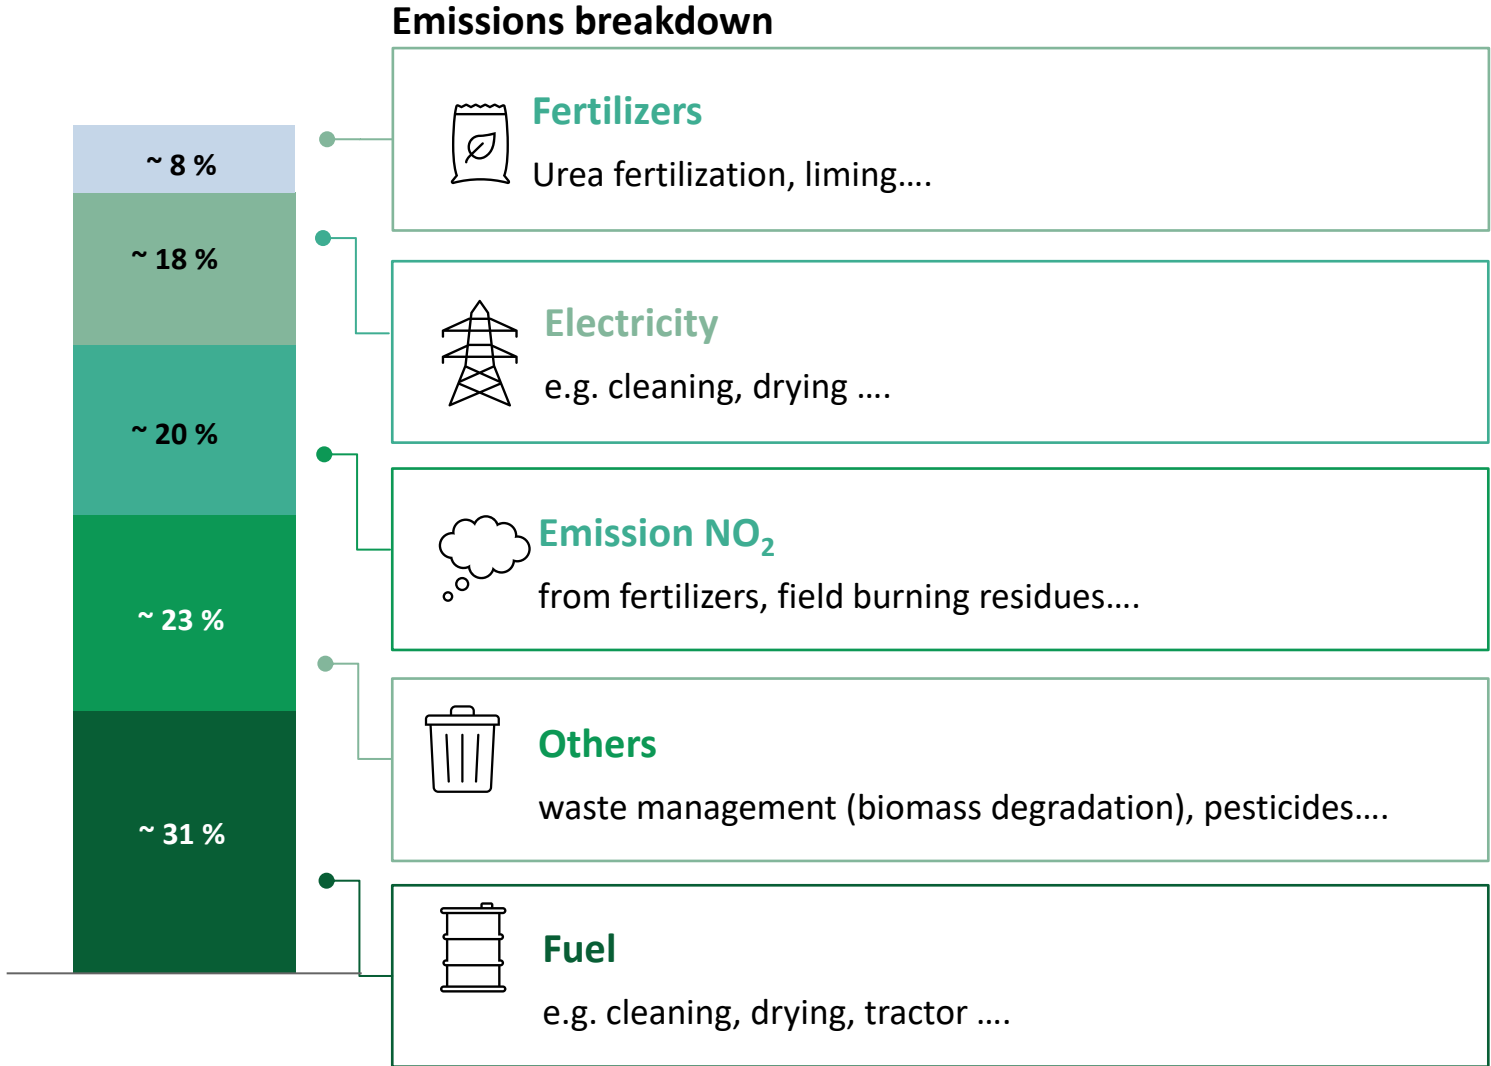 Emissions breakdown
~ 8 %
Fertilizers
Urea fertilization, liming....
~ 18 %
Electricity
e.g. cleaning, drying ....
~ 20 %
Emission NO₂
from fertilizers, field burning residues....
~ 23 %
Others
waste management (biomass degradation), pesticides....
~ 31 %
Fuel
e.g. cleaning, drying, tractor ....